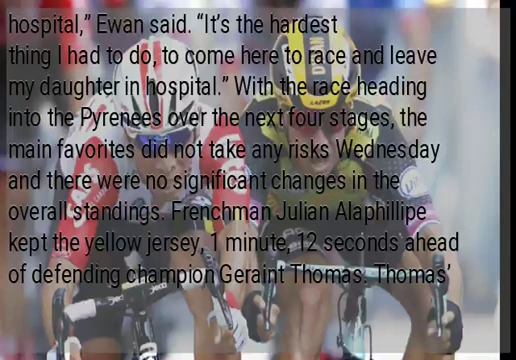 hospital,” Ewan said. “It’s the hardest
thing I had to do, to come here to race and leave
my daughter in hospital.” With the race heading
into the Pyrenees over the next four stages, the
main favorites did not take any risks Wednesday
and there were no significant changes in the
overall standings. Frenchman Julian Alaphillipe
kept the yellow jersey, 1 minute, 12 seconds ahead
of defending champion Geraint Thomas. Thomas’
LAZER